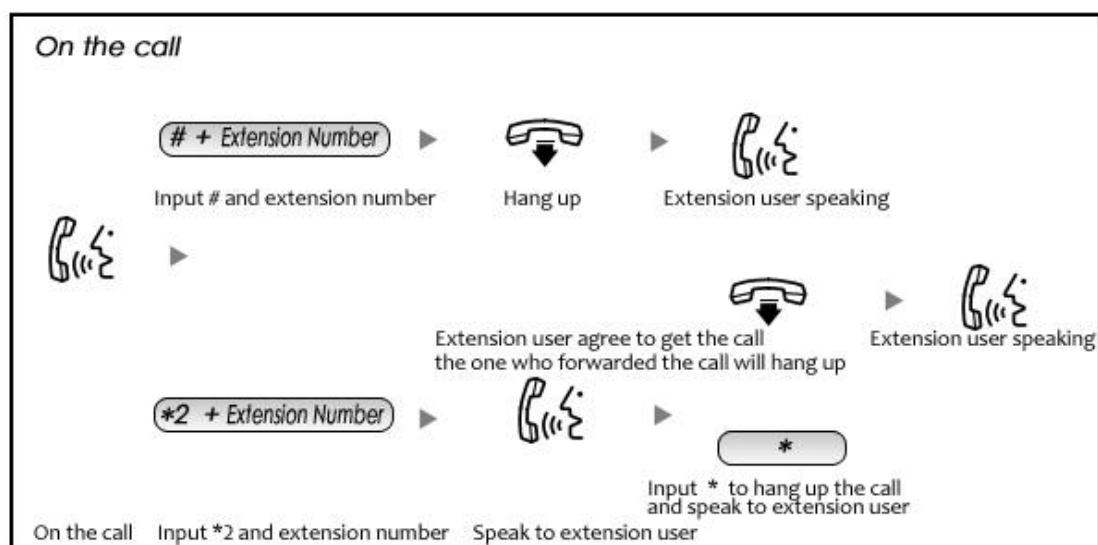 On the call
# + Extension Number
Input # and extension number
Hang up
Extension user speaking
Extension user agree to get the call
the one who forwarded the call will hang up
Extension user speaking
*2 + Extension Number
*
Input * to hang up the call
and speak to extension user
On the call
Input *2 and extension number
Speak to extension user